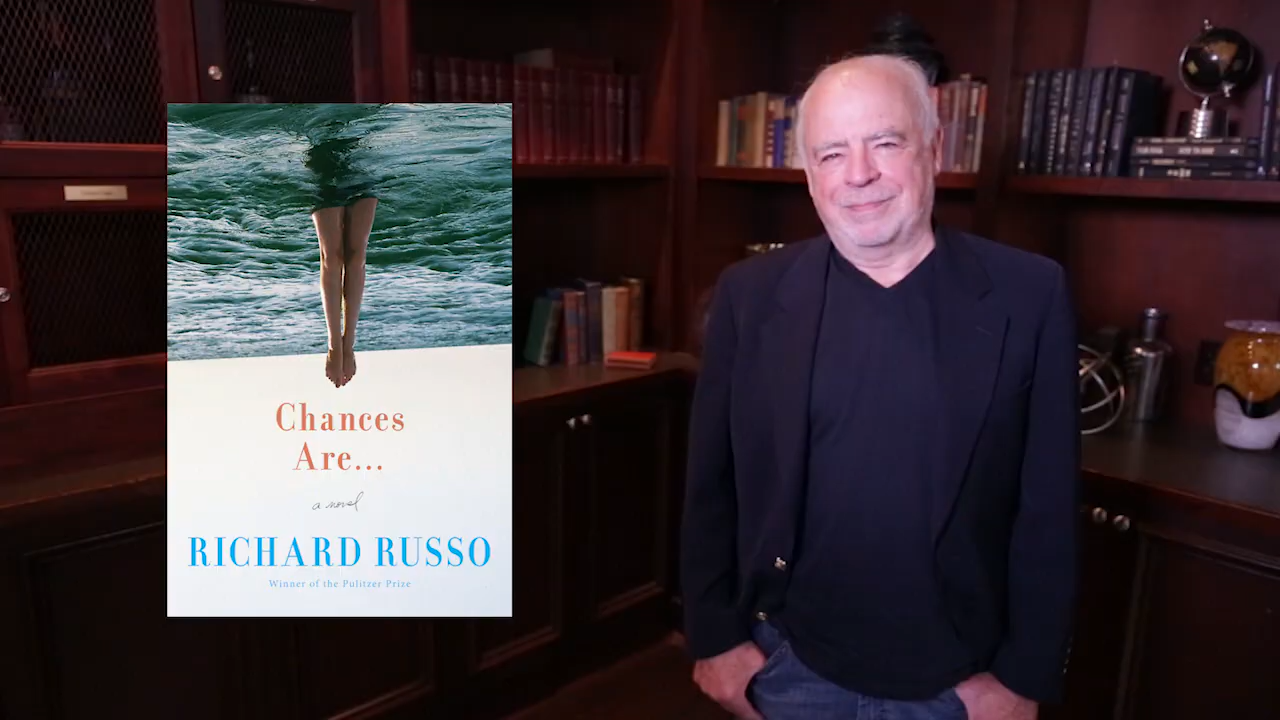 Chances
Are...
a novel
RICHARD RUSSO
Winner of the Pulitzer Prize